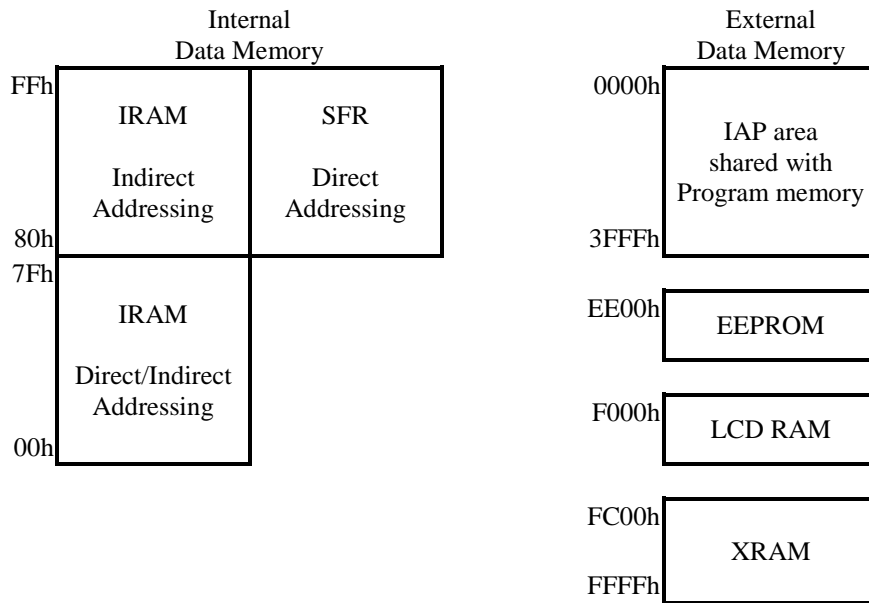 Internal
Data Memory
FFh
IRAM
Indirect
Addressing
SFR
Direct
Addressing
80h
7Fh
IRAM
Direct/Indirect
Addressing
00h
External
Data Memory
0000h
IAP area
shared with
Program memory
3FFFh
EE00h
EEPROM
F000h
LCD RAM
FC00h
XRAM
FFFFh